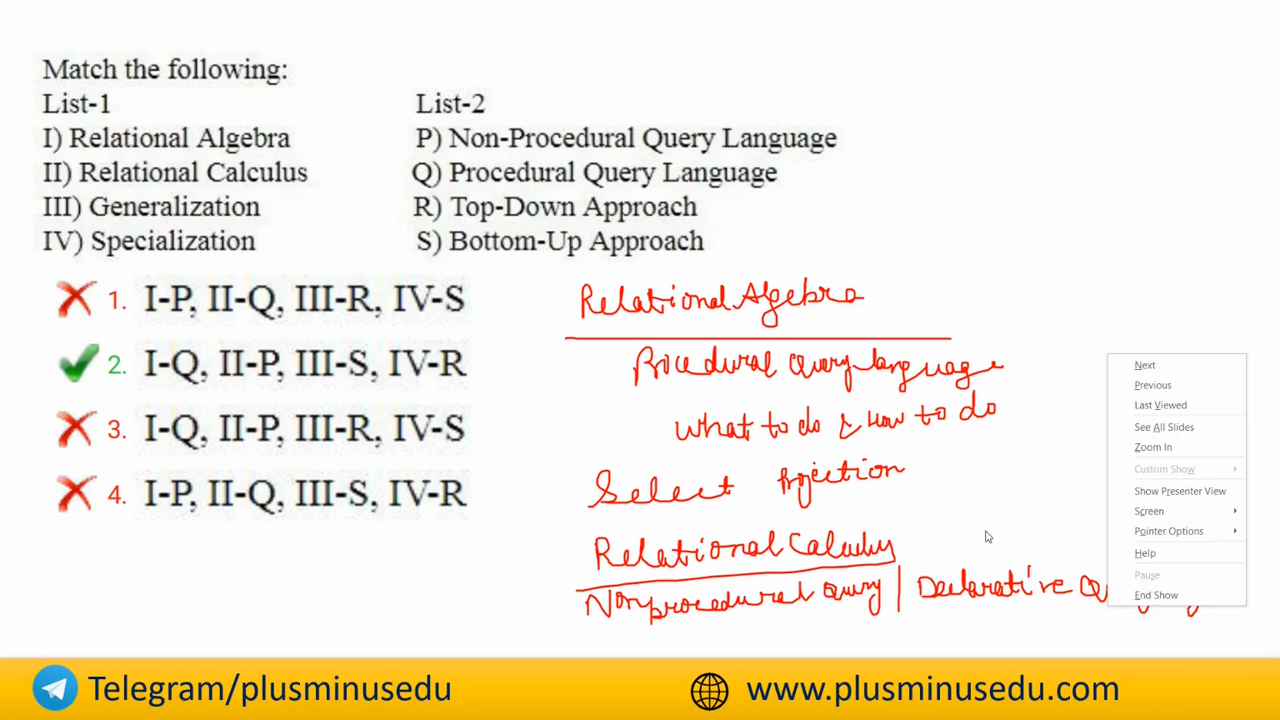 Match the following:
List-1 List-2
I) Relational Algebra P) Non-Procedural Query Language
II) Relational Calculus Q) Procedural Query Language
III) Generalization R) Top-Down Approach
IV) Specialization S) Bottom-Up Approach
1. I-P, II-Q, III-R, IV-S
2. I-Q, II-P, III-S, IV-R
3. I-Q, II-P, III-R, IV-S
4. I-P, II-Q, III-S, IV-R
Relational Algebra
Procedural Query language
What to do & How to do
Select Projection
Relational Calculus
Nonprocedural Query | Declarative
Next
Previous
Last Viewed
See All Slides
Zoom In
Custom Show
Show Presenter View
Screen
Pointer Options
Help
Pause
End Show
Telegram/plusminusedu www.plusminusedu.com